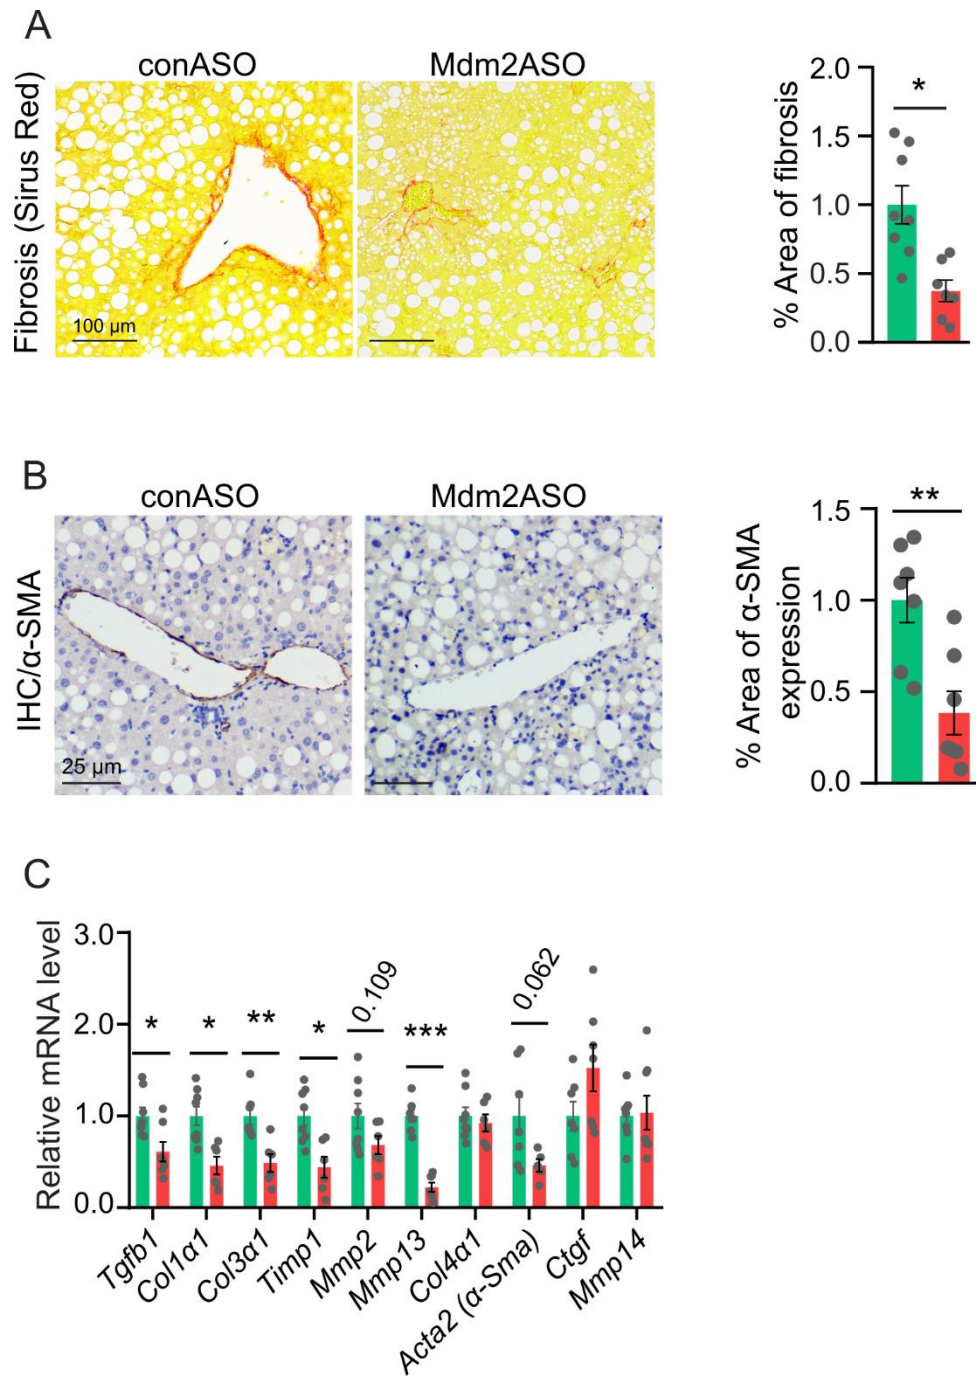 A
conASO
Mdm2ASO
Fibrosis (Sirus Red)
100 µm
% Area of fibrosis
2.0
1.5
1.0
0.5
0.0
*
B
conASO
Mdm2ASO
IHC/α-SMA
25 µm
% Area of α-SMA
expression
1.5
1.0
0.5
0.0
**
C
Relative mRNA level
3.0
2.0
1.0
0.0
* * ** * 0.109 *** 0.062
Tgfb1
Col1α1
Col3α1
Timp1
Mmp2
Mmp13
Col4α1
Acta2 (α-Sma)
Ctgf
Mmp14